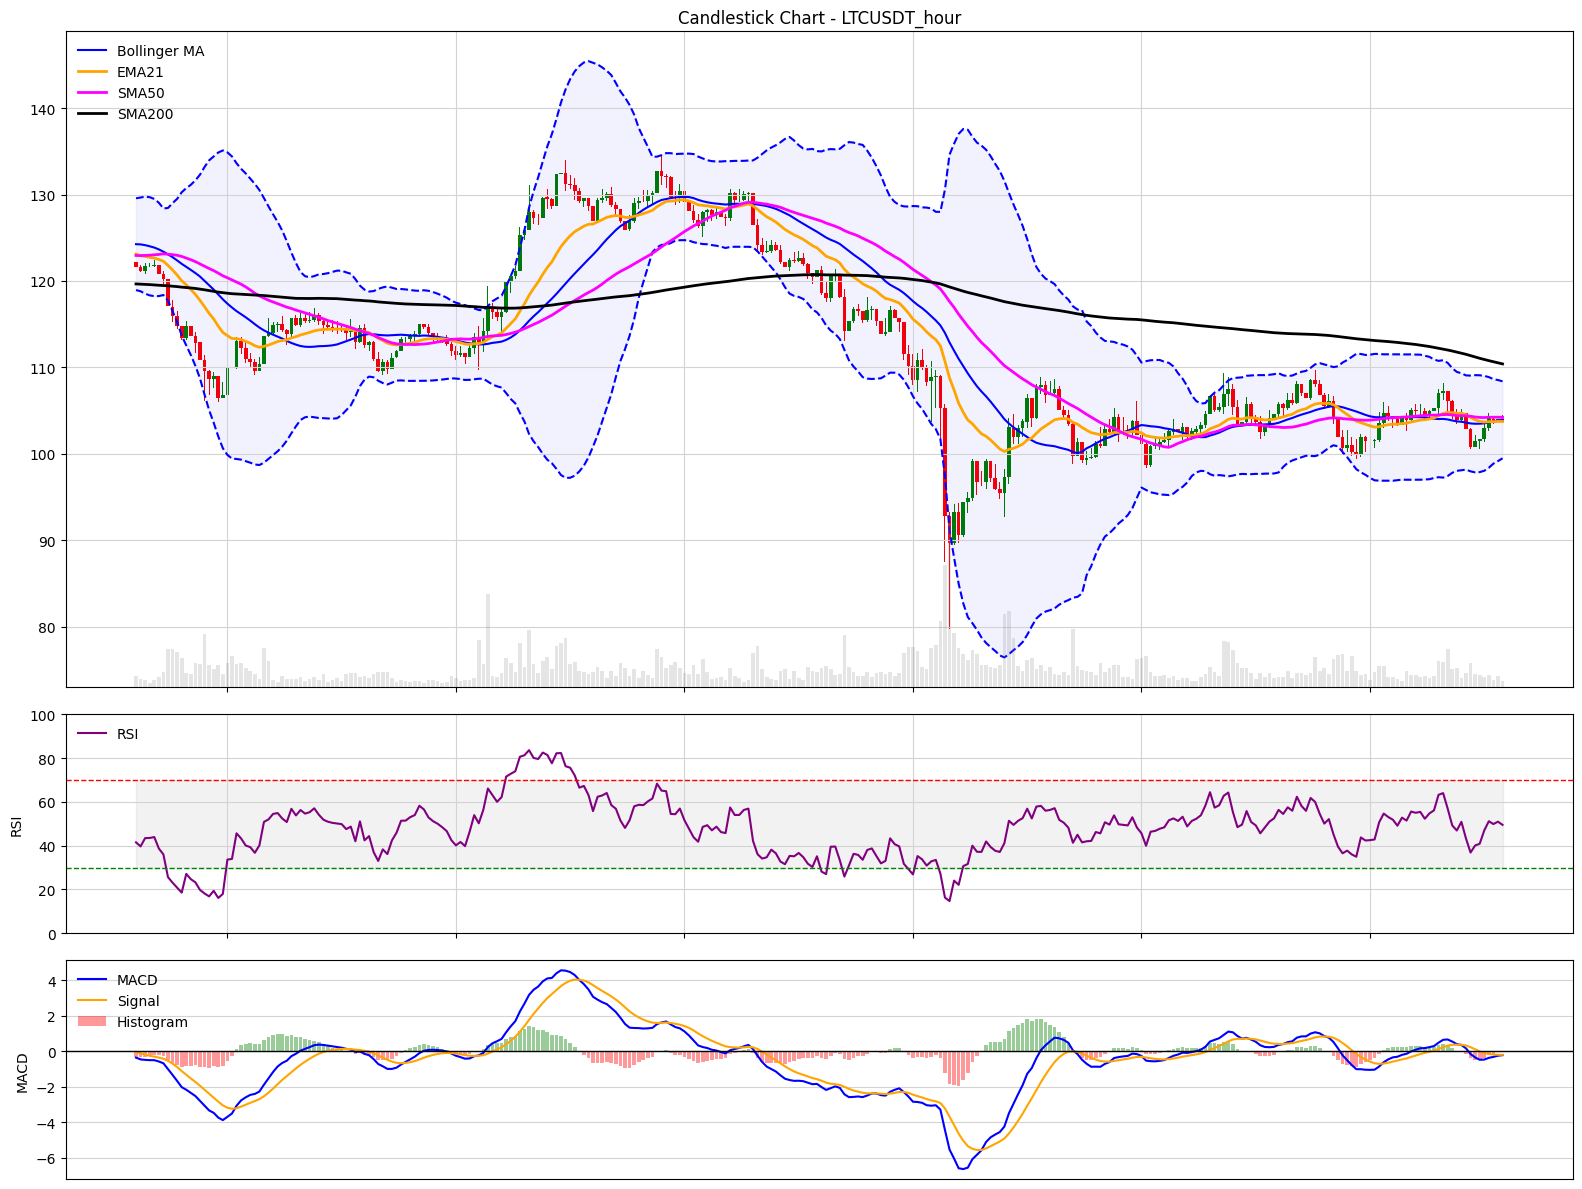 Candlestick Chart - LTCUSDT_hour
Bollinger MA
EMA21
SMA50
SMA200
140
130
120
110
100
90
80
100
80
60
40
20
0
RSI
RSI
4
2
0
−2
−4
−6
MACD
MACD
Signal
Histogram